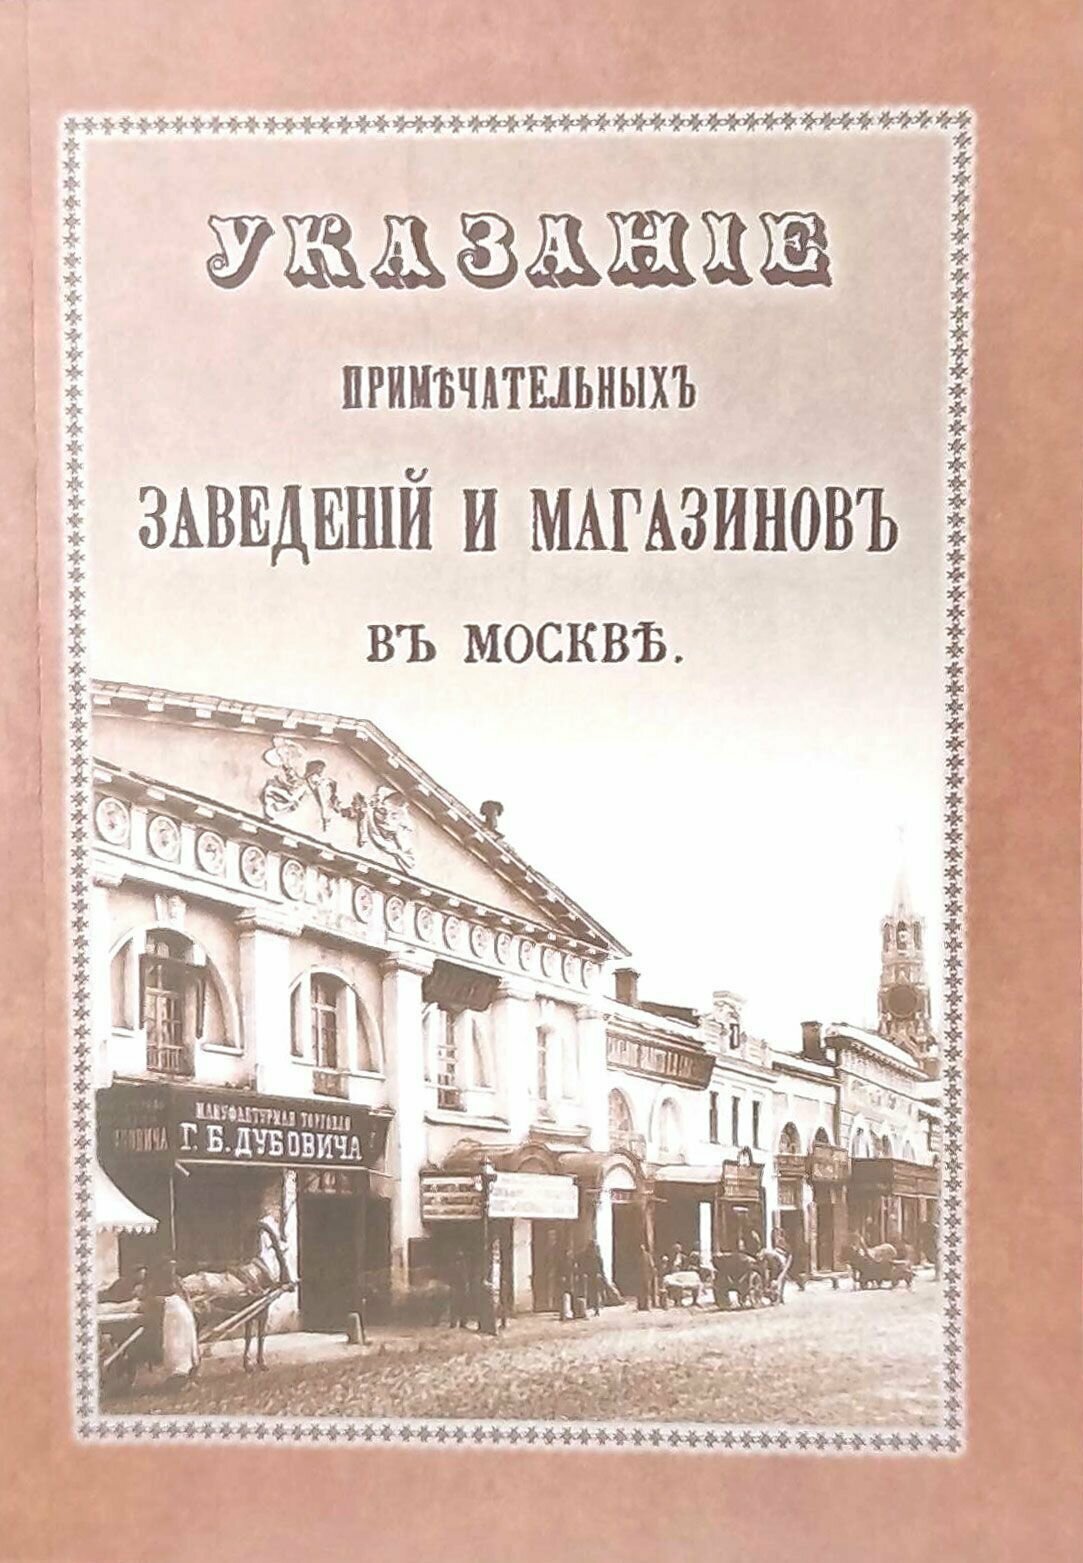 УКАЗАНІЕ
ПРИМѢЧАТЕЛЬНЫХЪ
ЗАВЕДЕНІЙ И МАГАЗИНОВЪ
ВЪ МОСКВѢ.
МАНУФАКТУРНАЯ ТОРГОВЛЯ
Г. Б. ДУБОВИЧА